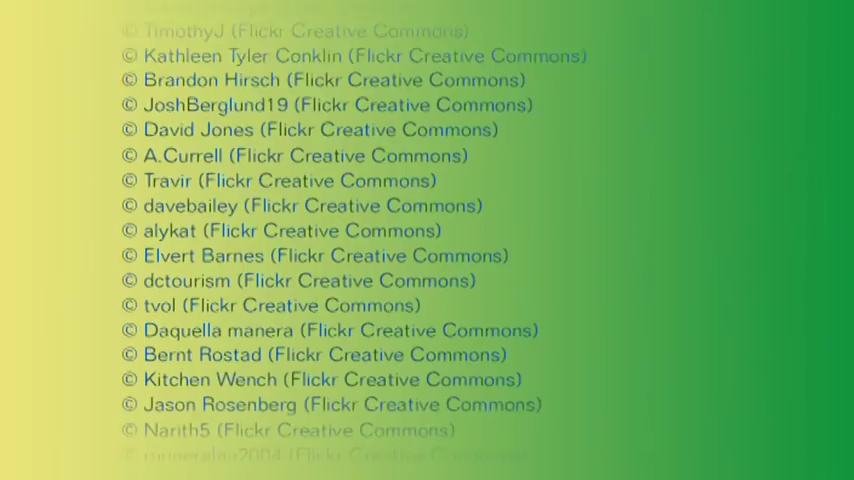 © TimothyJ (Flickr Creative Commons)
© Kathleen Tyler Conklin (Flickr Creative Commons)
© Brandon Hirsch (Flickr Creative Commons)
© JoshBerglund19 (Flickr Creative Commons)
© David Jones (Flickr Creative Commons)
© A.Currell (Flickr Creative Commons)
© Travir (Flickr Creative Commons)
© davebailey (Flickr Creative Commons)
© alykat (Flickr Creative Commons)
© Elvert Barnes (Flickr Creative Commons)
© dctourism (Flickr Creative Commons)
© tvol (Flickr Creative Commons)
© Daquella manera (Flickr Creative Commons)
© Bernt Rostad (Flickr Creative Commons)
© Kitchen Wench (Flickr Creative Commons)
© Jason Rosenberg (Flickr Creative Commons)
© Narith5 (Flickr Creative Commons)
© (Flickr Creative Commons)